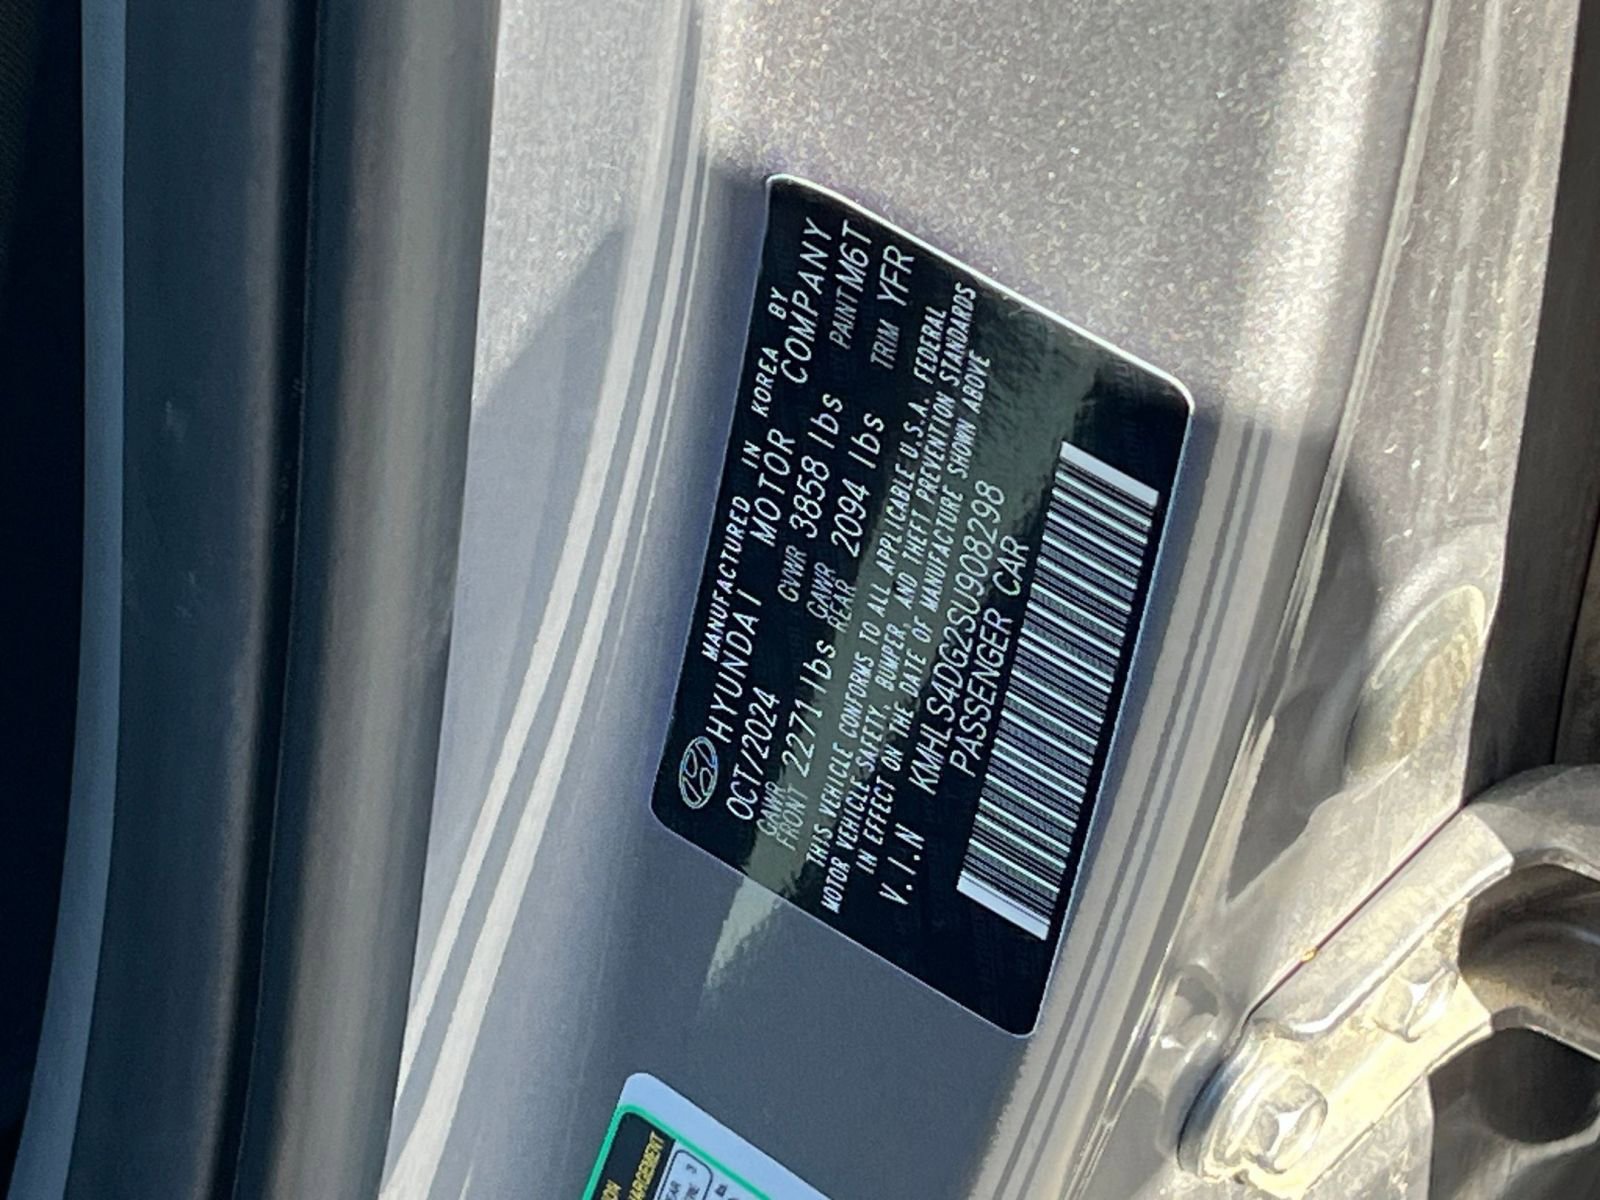 MANUFACTURED IN KOREA BY
HYUNDAI MOTOR COMPANY
OCT/2024 GVWR 3858 lbs PAINT M6T
GAWR FRONT 2271 lbs GAWR REAR 2094 lbs TRIM YFR
THIS VEHICLE CONFORMS TO ALL APPLICABLE U.S.A. FEDERAL
MOTOR VEHICLE SAFETY, BUMPER, AND THEFT PREVENTION STANDARDS
IN EFFECT ON THE DATE OF MANUFACTURE SHOWN ABOVE
V.I.N KMHLS4DG2SU908298
PASSENGER CAR